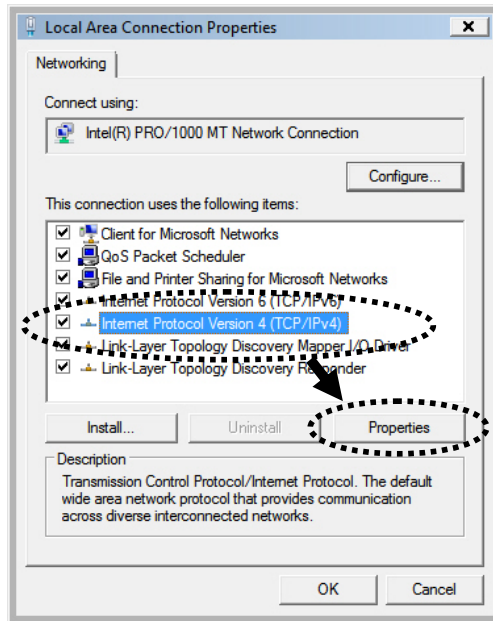 Local Area Connection Properties
Networking
Connect using:
Intel(R) PRO/1000 MT Network Connection
Configure...
This connection uses the following items:
Client for Microsoft Networks
QoS Packet Scheduler
File and Printer Sharing for Microsoft Networks
Internet Protocol Version 6 (TCP/IPv6)
Internet Protocol Version 4 (TCP/IPv4)
Link-Layer Topology Discovery Mapper I/O Driver
Link-Layer Topology Discovery Responder
Install...
Uninstall
Properties
Description
Transmission Control Protocol/Internet Protocol. The default
wide area network protocol that provides communication
across diverse interconnected networks.
OK
Cancel